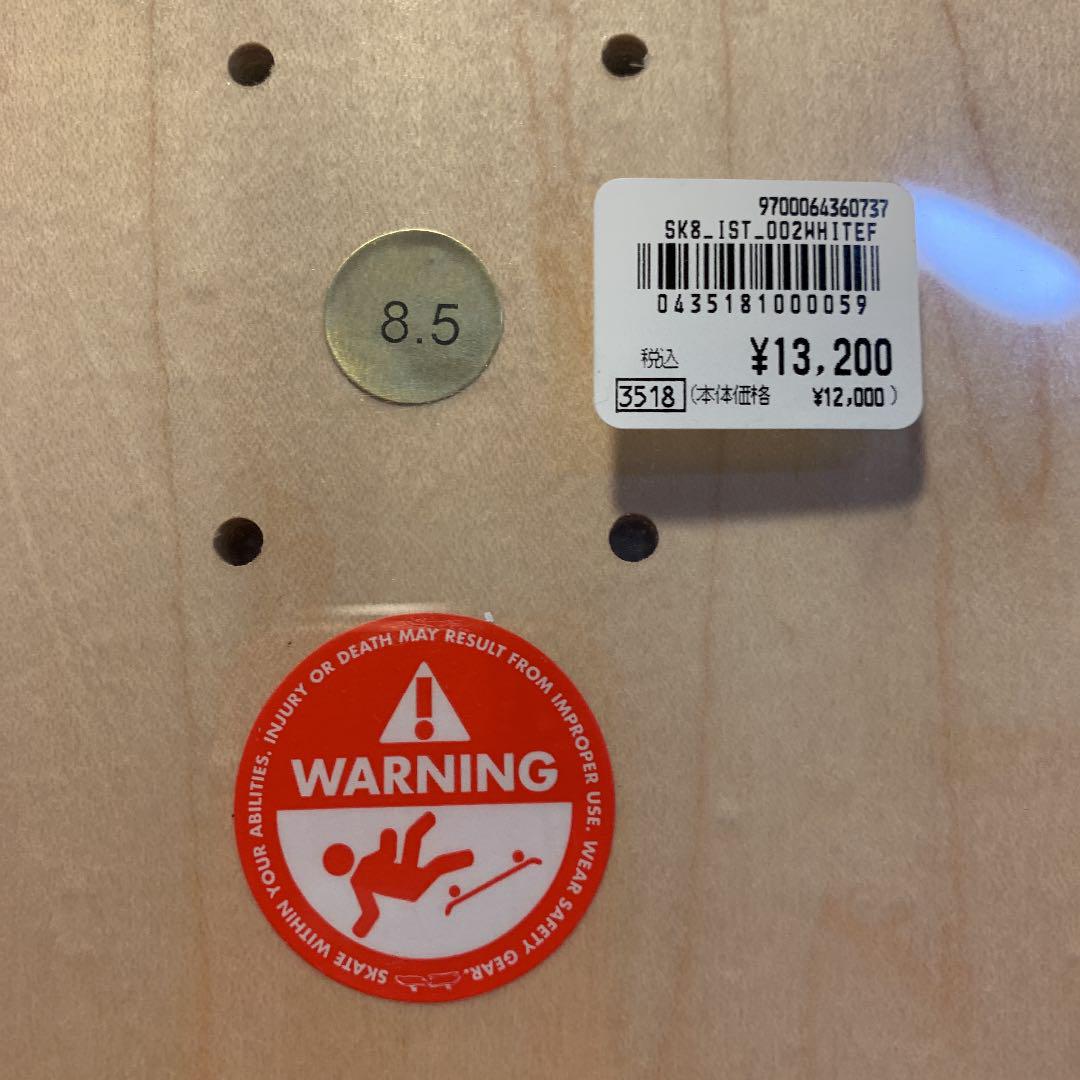 9700064360737
SK8_IST_002WHITEF
0435181000059
税込 ¥13,200
3518 (本体価格 ¥12,000)
8.5
WARNING
SKATE WITHIN YOUR ABILITIES. INJURY OR DEATH MAY RESULT FROM IMPROPER USE. WEAR SAFETY GEAR.